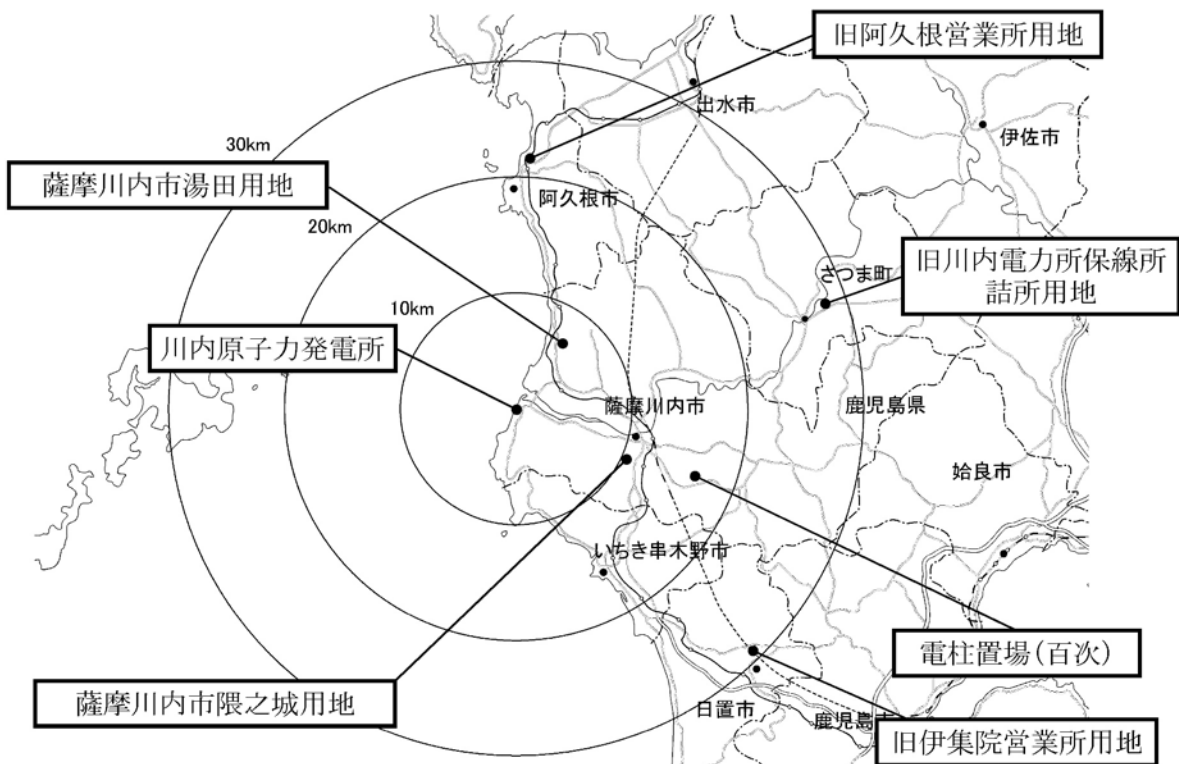 旧阿久根営業所用地
出水市
伊佐市
30km
薩摩川内市湯田用地
阿久根市
20km
さつま町
旧川内電力所保線所
詰所用地
10km
川内原子力発電所
薩摩川内市
鹿児島県
姶良市
いちき串木野市
電柱置場(百次)
薩摩川内市隈之城用地
日置市
鹿児島市
旧伊集院営業所用地